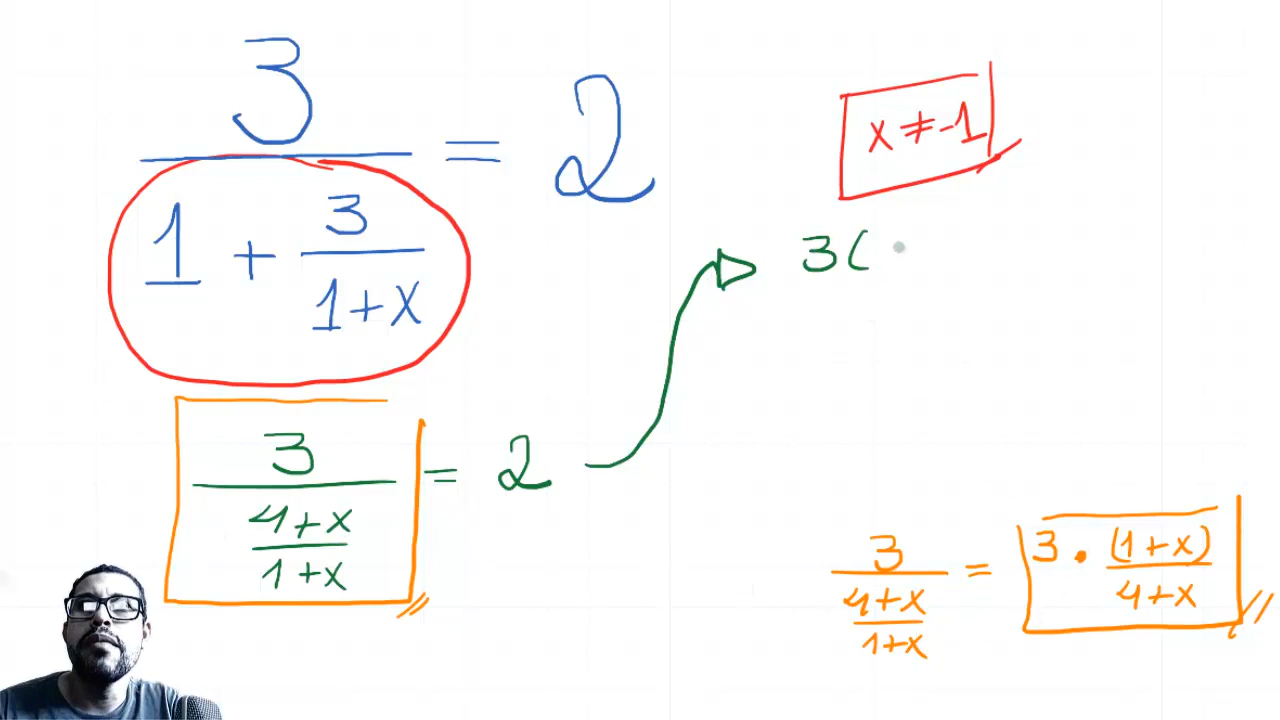 3 / (1 + 3 / (1+x)) = 2
x ≠ -1
3(
3 / ((4+x) / (1+x)) = 2
3 / ((4+x) / (1+x)) = 3 • (1+x) / (4+x)